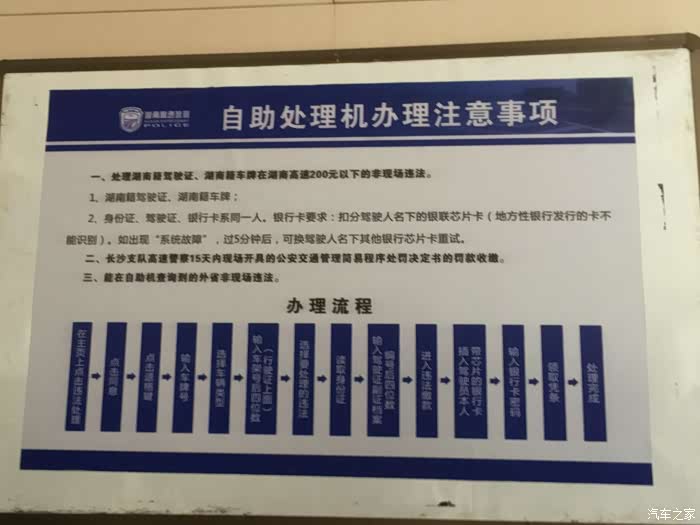 POLICE
自助处理机办理注意事项
一、处理湖南籍驾驶证、湖南籍车牌在湖南高速200元以下的非现场违法。
1、湖南籍驾驶证、湖南籍车牌；
2、身份证、驾驶证、银行卡系同一人。银行卡要求：扣分驾驶人名下的银联芯片卡（地方性银行发行的卡不
能识别）。如出现“系统故障”，过5分钟后，可换驾驶人名下其他银行芯片卡重试。
二、长沙支队高速警察15天内现场开具的公安交通管理简易程序处罚决定书的罚款收缴。
三、能在自助机查询到的外省非现场违法。
办理流程
在主页上点击违法处理
点击同意
点击适感键
输入车牌号
选择车辆类型
（行驶证上面）
输入车架号后四位数
选择要处理的违法
读取身份证
编号后四位数
输入驾驶证副证档案
进入违法缴款
带芯片的银行卡
插入驾驶员本人
输入银行卡密码
领取凭条
处理完成
汽车之家